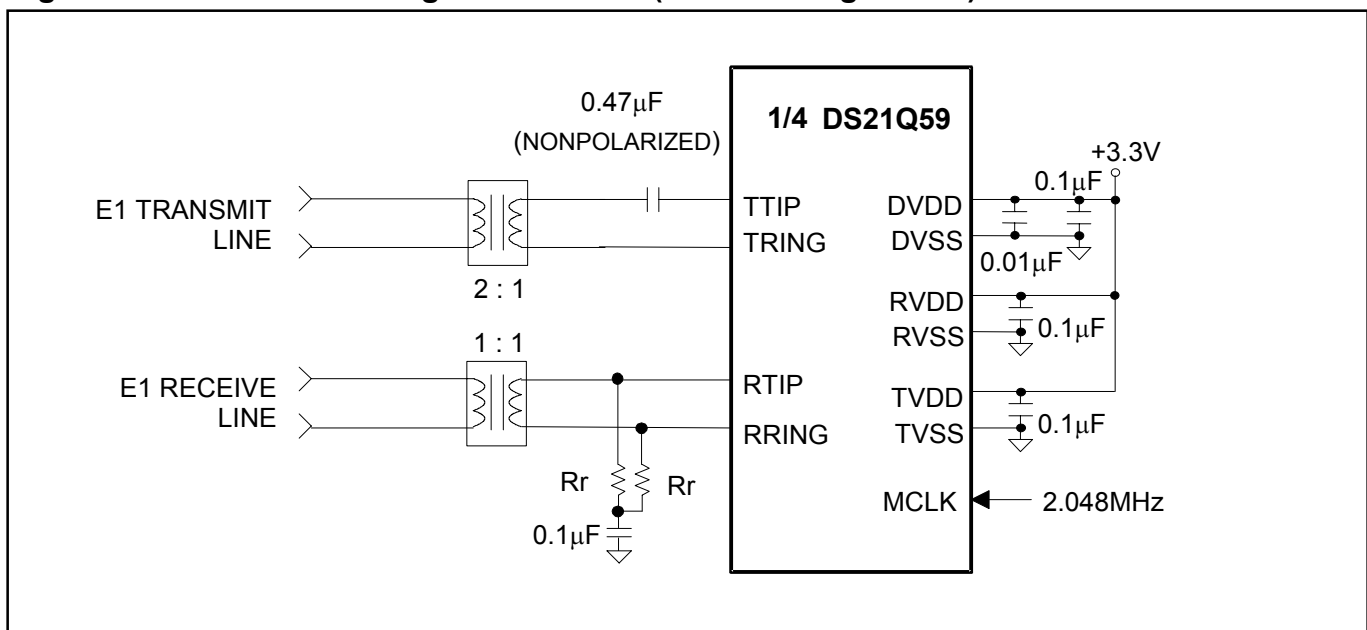 0.47μF
(NONPOLARIZED)
1/4 DS21Q59
+3.3V
0.1μF
E1 TRANSMIT
LINE
TTIP
TRING
DVDD
DVSS
0.01μF
2 : 1
RVDD
RVSS
0.1μF
1 : 1
E1 RECEIVE
LINE
RTIP
RRING
TVDD
TVSS
0.1μF
Rr
Rr
MCLK
2.048MHz
0.1μF